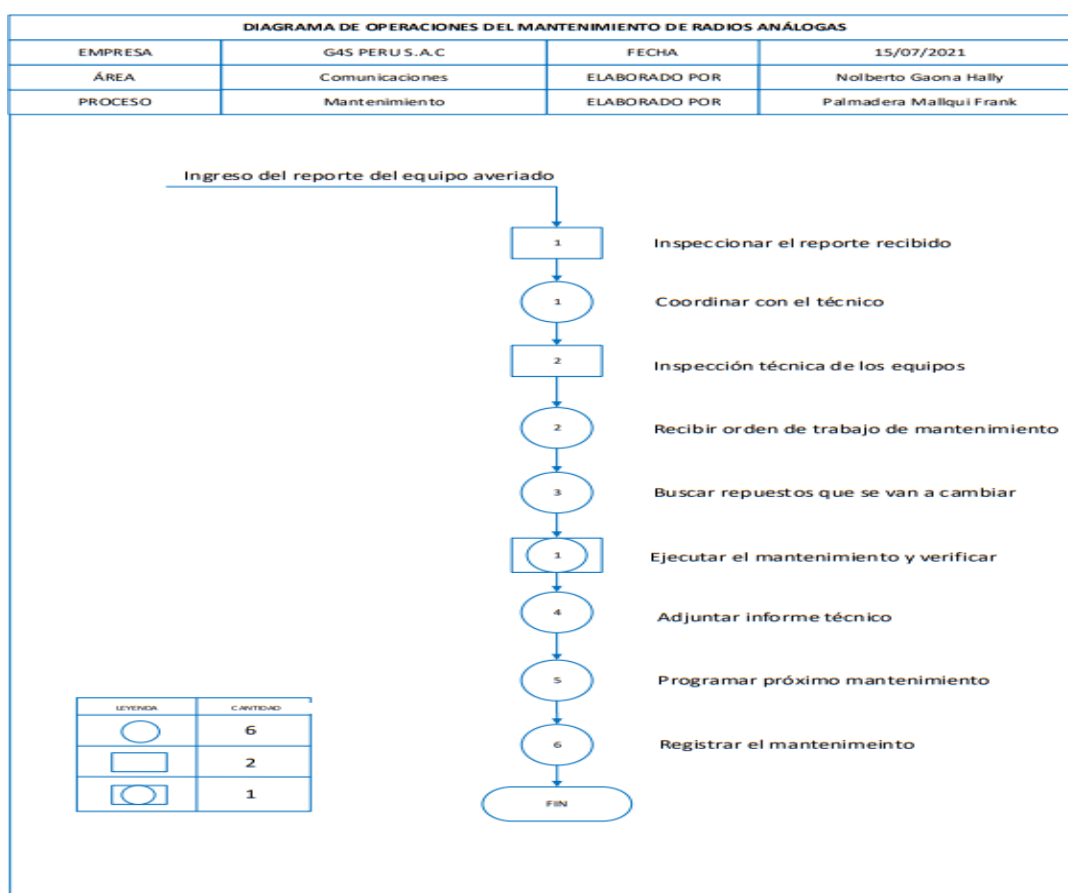 DIAGRAMA DE OPERACIONES DEL MANTENIMIENTO DE RADIOS ANÁLOGAS
EMPRESA G4S PERU S.A.C FECHA 15/07/2021
ÁREA Comunicaciones ELABORADO POR Nolberto Gaona Hally
PROCESO Mantenimiento ELABORADO POR Palmadera Mallqui Frank
Ingreso del reporte del equipo averiado
1 Inspeccionar el reporte recibido
1 Coordinar con el técnico
2 Inspección técnica de los equipos
2 Recibir orden de trabajo de mantenimiento
3 Buscar repuestos que se van a cambiar
1 Ejecutar el mantenimiento y verificar
4 Adjuntar informe técnico
5 Programar próximo mantenimiento
6 Registrar el mantenimeinto
FIN
LEYENDA CANTIDAD
6
2
1